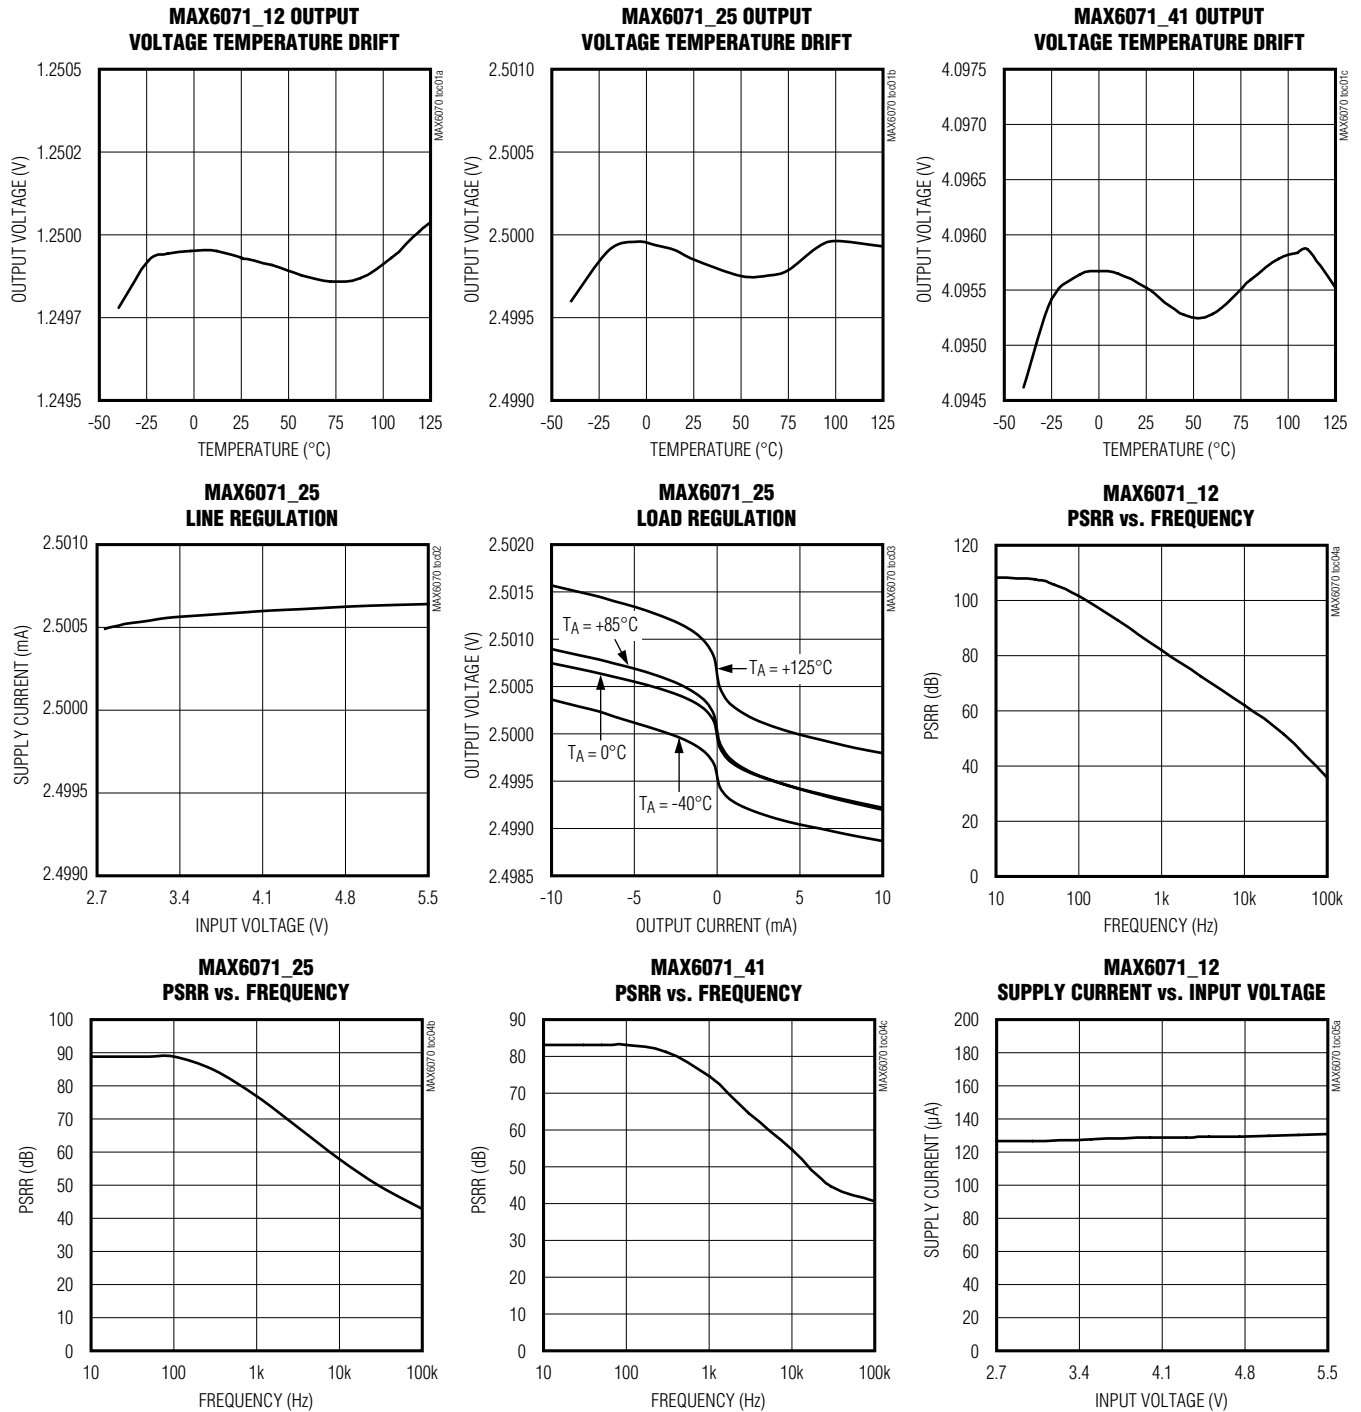 MAX6071_12 OUTPUT
VOLTAGE TEMPERATURE DRIFT
1.2505
1.2502
1.2500
1.2497
1.2495
-50 -25 0 25 50 75 100 125
OUTPUT VOLTAGE (V)
TEMPERATURE (°C)
MAX6070 toc01a
MAX6071_25 OUTPUT
VOLTAGE TEMPERATURE DRIFT
2.5010
2.5005
2.5000
2.4995
2.4990
-50 -25 0 25 50 75 100 125
OUTPUT VOLTAGE (V)
TEMPERATURE (°C)
MAX6070 toc01b
MAX6071_41 OUTPUT
VOLTAGE TEMPERATURE DRIFT
4.0975
4.0970
4.0965
4.0960
4.0955
4.0950
4.0945
-50 -25 0 25 50 75 100 125
OUTPUT VOLTAGE (V)
TEMPERATURE (°C)
MAX6070 toc01c
MAX6071_25
LINE REGULATION
2.5010
2.5005
2.5000
2.4995
2.4990
2.7 3.4 4.1 4.8 5.5
SUPPLY CURRENT (mA)
INPUT VOLTAGE (V)
MAX6070 toc02
MAX6071_25
LOAD REGULATION
2.5020
2.5015
2.5010
2.5005
2.5000
2.4995
2.4990
2.4985
-10 -5 0 5 10
OUTPUT VOLTAGE (V)
OUTPUT CURRENT (mA)
TA = +85°C
TA = +125°C
TA = 0°C
TA = -40°C
MAX6070 toc03
MAX6071_12
PSRR vs. FREQUENCY
120
100
80
60
40
20
0
10 100 1k 10k 100k
PSRR (dB)
FREQUENCY (Hz)
MAX6070 toc04a
MAX6071_25
PSRR vs. FREQUENCY
100
90
80
70
60
50
40
30
20
10
0
10 100 1k 10k 100k
PSRR (dB)
FREQUENCY (Hz)
MAX6070 toc04b
MAX6071_41
PSRR vs. FREQUENCY
90
80
70
60
50
40
30
20
10
0
10 100 1k 10k 100k
PSRR (dB)
FREQUENCY (Hz)
MAX6070 toc04c
MAX6071_12
SUPPLY CURRENT vs. INPUT VOLTAGE
200
180
160
140
120
100
80
60
40
20
0
2.7 3.4 4.1 4.8 5.5
SUPPLY CURRENT (µA)
INPUT VOLTAGE (V)
MAX6070 toc05a